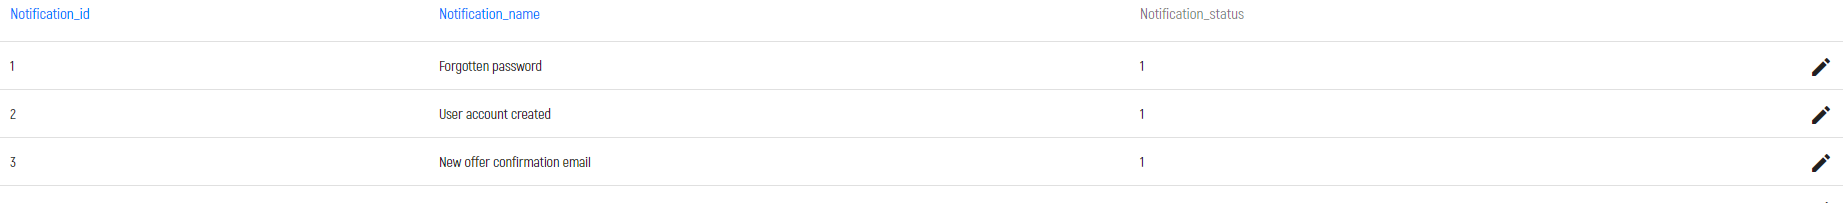 Notification_id Notification_name Notification_status
1 Forgotten password 1
2 User account created 1
3 New offer confirmation email 1